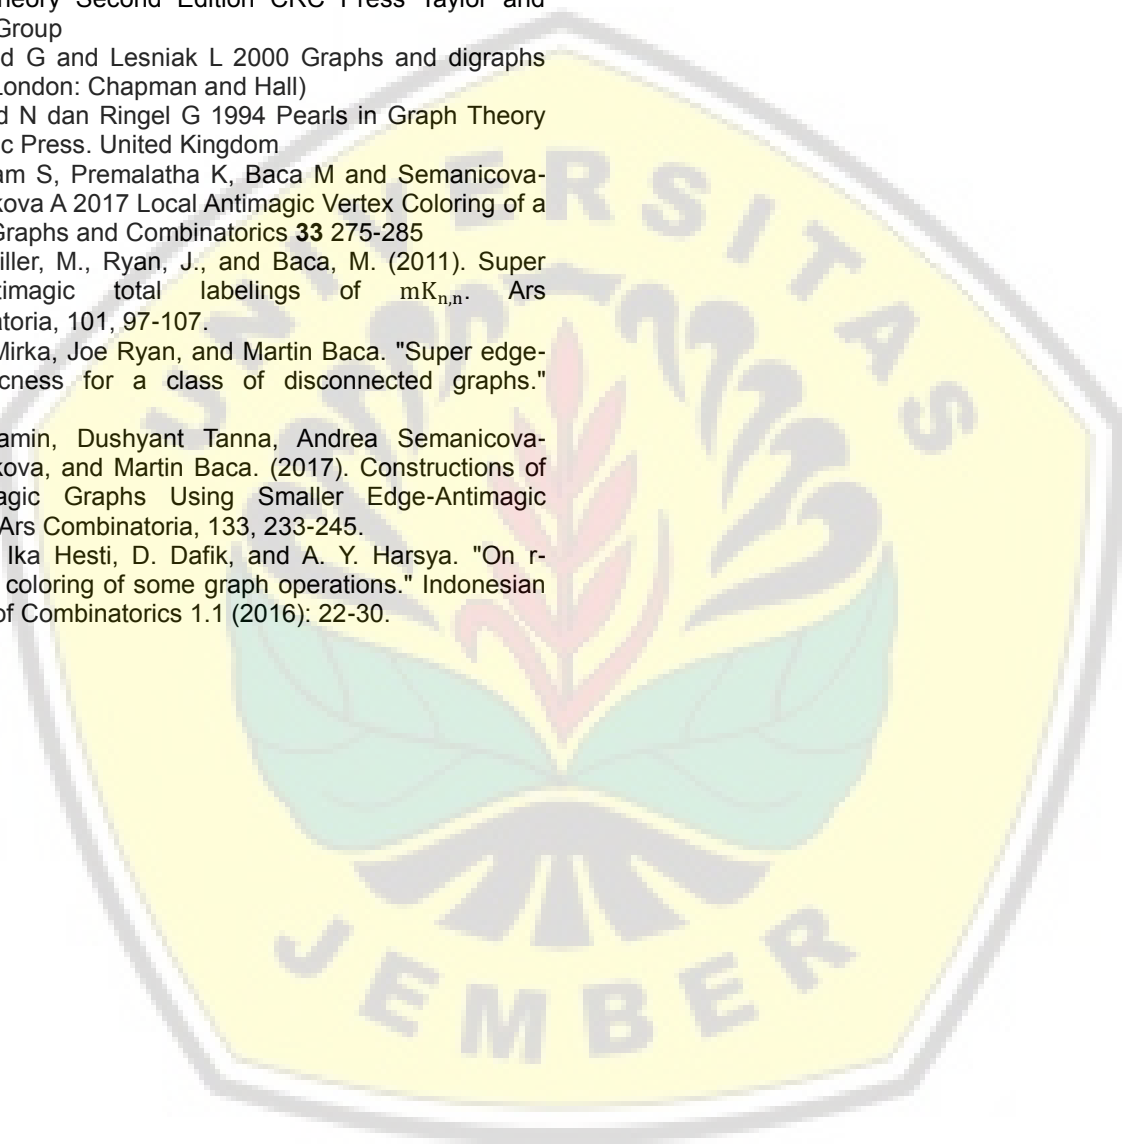 Theory Second Edition CRC Press Taylor and
Group
d G and Lesniak L 2000 Graphs and digraphs
London: Chapman and Hall)
d N dan Ringel G 1994 Pearls in Graph Theory
c Press. United Kingdom
am S, Premalatha K, Baca M and Semanicova-
kova A 2017 Local Antimagic Vertex Coloring of a
Graphs and Combinatorics 33 275-285
iller, M., Ryan, J., and Baca, M. (2011). Super
timagic total labelings of mKn,n. Ars
atoria, 101, 97-107.
Mirka, Joe Ryan, and Martin Baca. "Super edge-
cness for a class of disconnected graphs."
amin, Dushyant Tanna, Andrea Semanicova-
kova, and Martin Baca. (2017). Constructions of
agic Graphs Using Smaller Edge-Antimagic
Ars Combinatoria, 133, 233-245.
Ika Hesti, D. Dafik, and A. Y. Harsya. "On r-
coloring of some graph operations." Indonesian
of Combinatorics 1.1 (2016): 22-30.
UNIVERSITAS
JEMBER